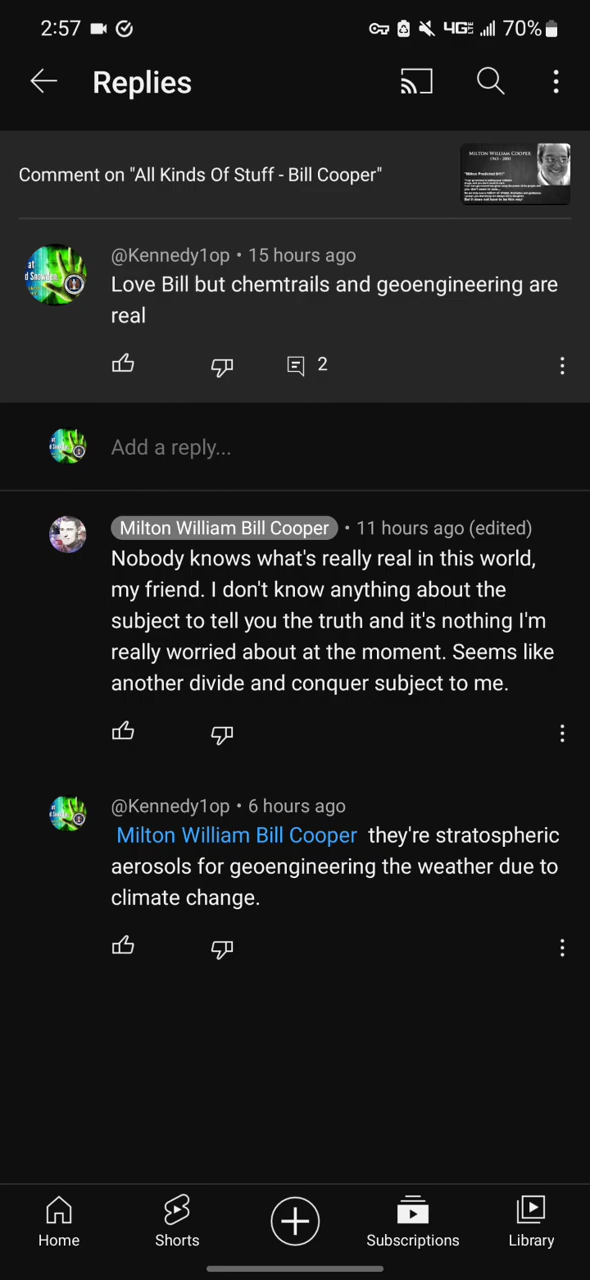 2:57
4G 70%
Replies
Comment on "All Kinds Of Stuff - Bill Cooper"
MILTON WILLIAM COOPER
1943 - 2001
@Kennedy1op • 15 hours ago
Love Bill but chemtrails and geoengineering are
real
2
Add a reply...
Milton William Bill Cooper • 11 hours ago (edited)
Nobody knows what's really real in this world,
my friend. I don't know anything about the
subject to tell you the truth and it's nothing I'm
really worried about at the moment. Seems like
another divide and conquer subject to me.
@Kennedy1op • 6 hours ago
Milton William Bill Cooper they're stratospheric
aerosols for geoengineering the weather due to
climate change.
Home Shorts Subscriptions Library